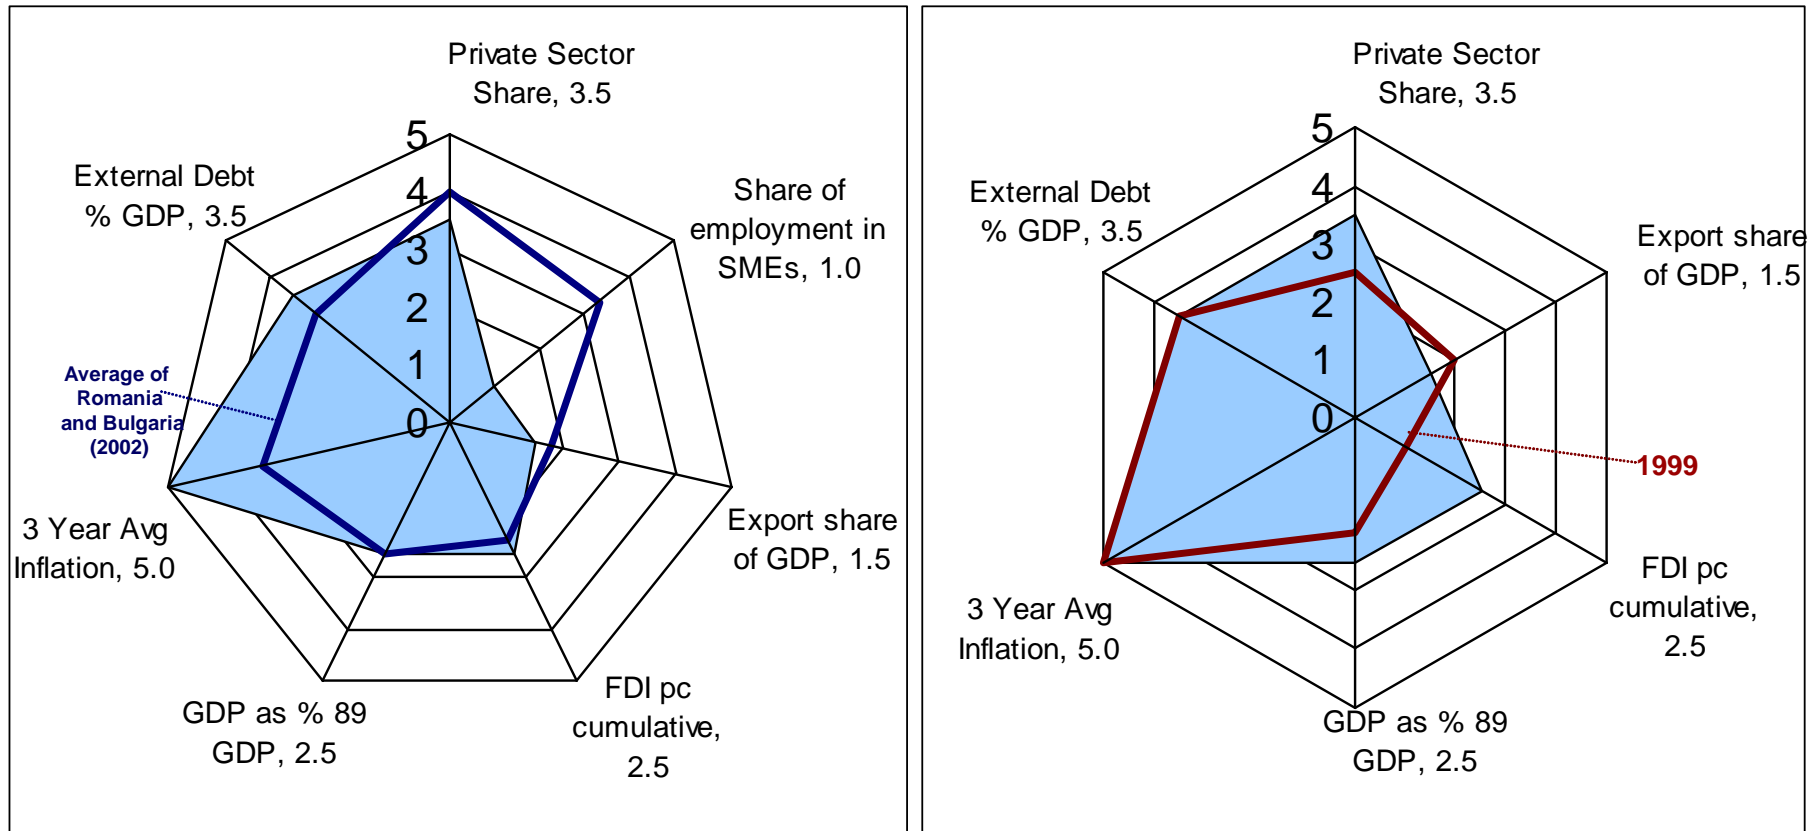 Private Sector
Share, 3.5
5
4
3
2
1
0
External Debt
% GDP, 3.5
Share of
employment in
SMEs, 1.0
Average of
Romania
and Bulgaria
(2002)
3 Year Avg
Inflation, 5.0
Export share
of GDP, 1.5
GDP as % 89
GDP, 2.5
FDI pc
cumulative,
2.5
Private Sector
Share, 3.5
5
4
3
2
1
0
External Debt
% GDP, 3.5
Export share
of GDP, 1.5
1999
3 Year Avg
Inflation, 5.0
FDI pc
cumulative,
2.5
GDP as % 89
GDP, 2.5